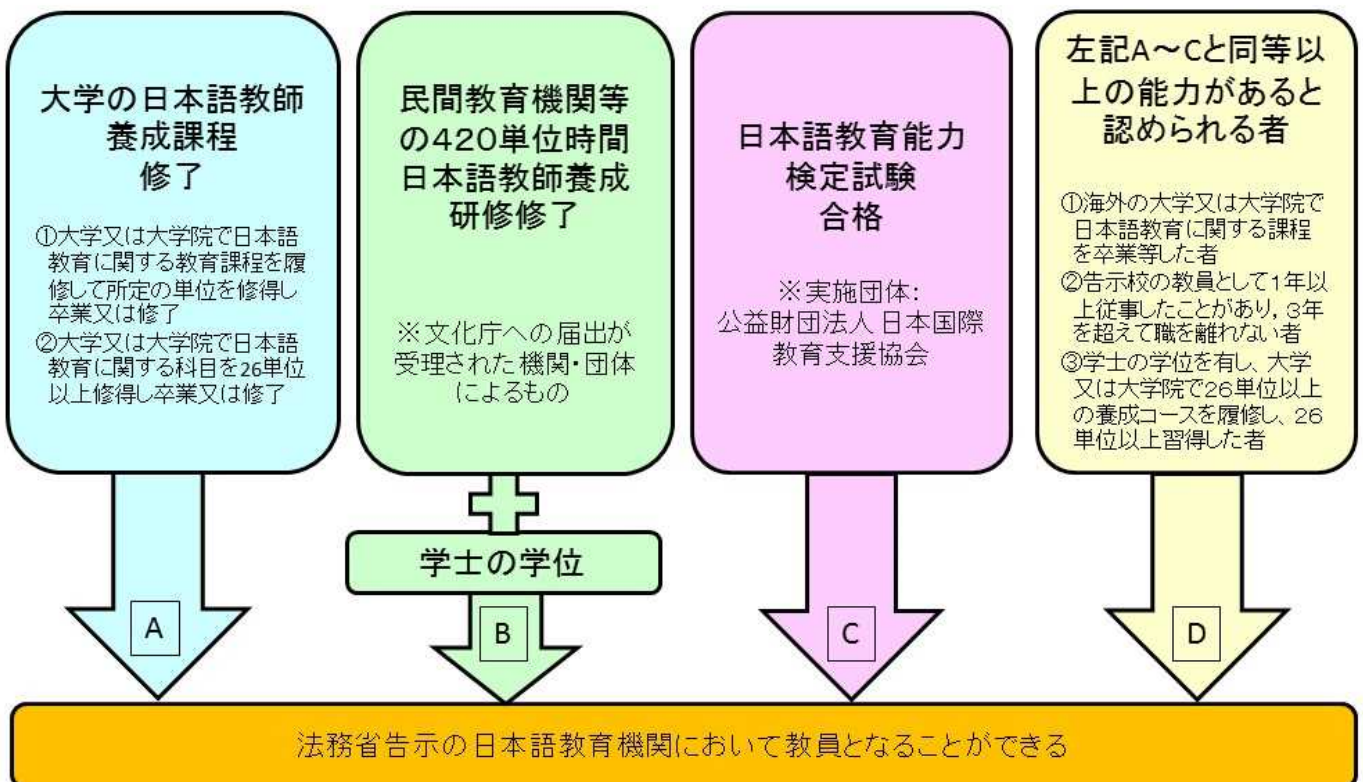 大学の日本語教師
養成課程
修了
①大学又は大学院で日本語
教育に関する教育課程を履
修して所定の単位を修得し
卒業又は修了
②大学又は大学院で日本語
教育に関する科目を26単位
以上修得し卒業又は修了
A
民間教育機関等
の420単位時間
日本語教師養成
研修修了
※文化庁への届出が
受理された機関・団体
によるもの
学士の学位
B
日本語教育能力
検定試験
合格
※実施団体:
公益財団法人 日本国際
教育支援協会
C
左記A~Cと同等以
上の能力があると
認められる者
①海外の大学又は大学院で
日本語教育に関する課程
を卒業等した者
②告示校の教員として1年以
上従事したことがあり,3年
を超えて職を離れない者
③学士の学位を有し、大学
又は大学院で26単位以上
の養成コースを履修し、26
単位以上習得した者
D
法務省告示の日本語教育機関において教員となることができる